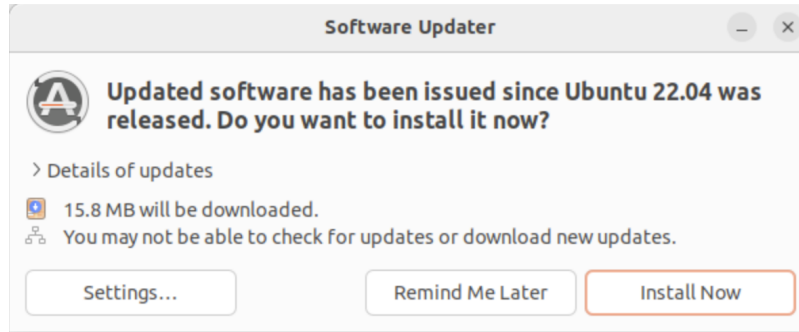 Software Updater
Updated software has been issued since Ubuntu 22.04 was
released. Do you want to install it now?
Details of updates
15.8 MB will be downloaded.
You may not be able to check for updates or download new updates.
Settings...
Remind Me Later
Install Now